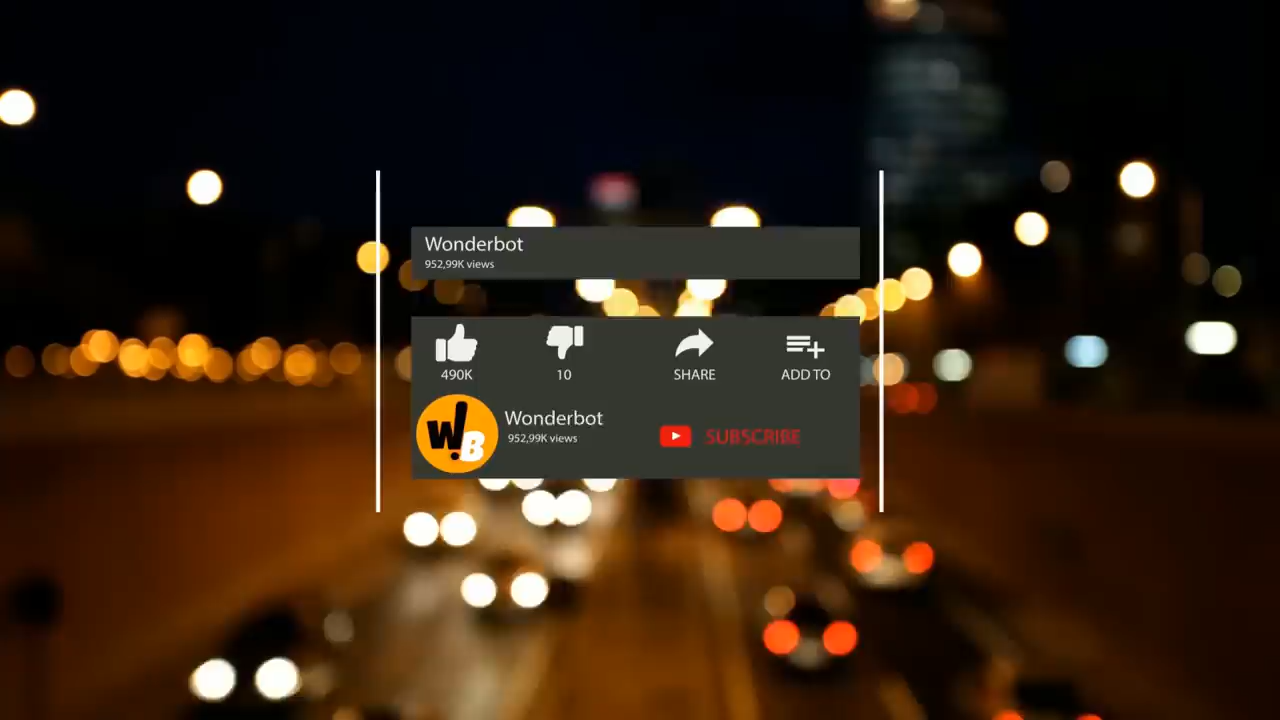 Wonderbot
952,99K views
490K
10
SHARE
ADD TO
W!B
Wonderbot
952,99K views
SUBSCRIBE